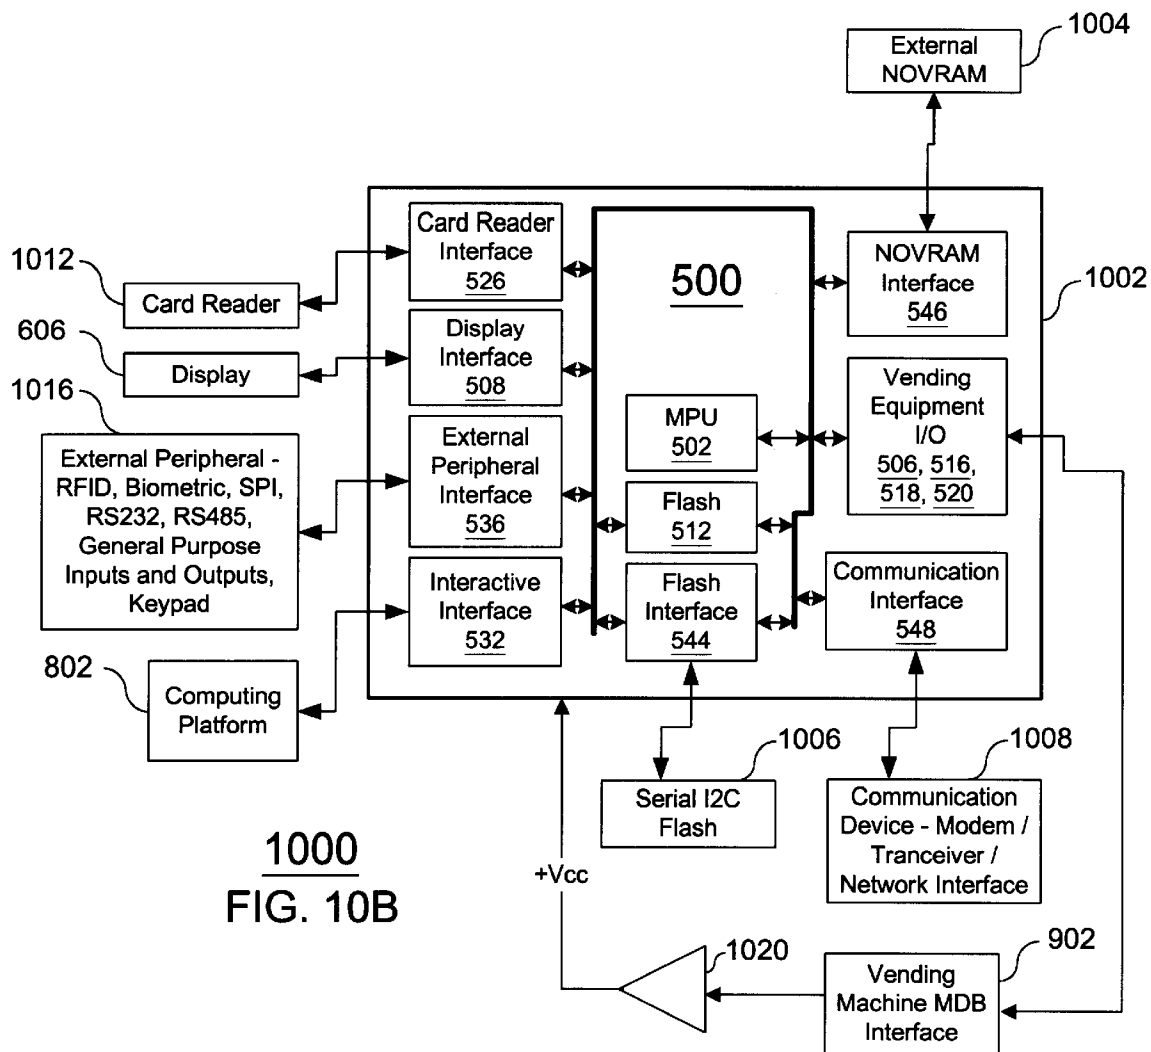 1004
External
NOVRAM
1002
Card Reader
Interface
526
500
NOVRAM
Interface
546
1012
Card Reader
606
Display
Display
Interface
508
MPU
502
Vending
Equipment
I/O
506, 516,
518, 520
1016
External Peripheral -
RFID, Biometric, SPI,
RS232, RS485,
General Purpose
Inputs and Outputs,
Keypad
External
Peripheral
Interface
536
Flash
512
Interactive
Interface
532
Flash
Interface
544
Communication
Interface
548
802
Computing
Platform
1006
Serial I2C
Flash
1008
Communication
Device - Modem /
Tranceiver /
Network Interface
1000
FIG. 10B
+Vcc
1020
902
Vending
Machine MDB
Interface